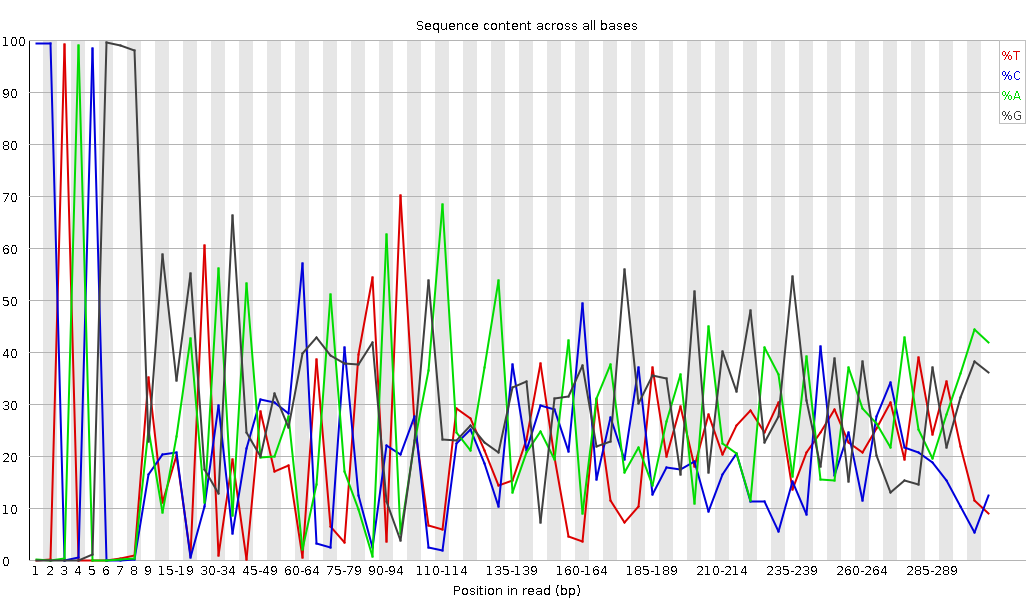 Sequence content across all bases
100
90
80
70
60
50
40
30
20
10
0
%T
%C
%A
%G
1 2 3 4 5 6 7 8 9 15-19 30-34 45-49 60-64 75-79 90-94 110-114 135-139 160-164 185-189 210-214 235-239 260-264 285-289
Position in read (bp)